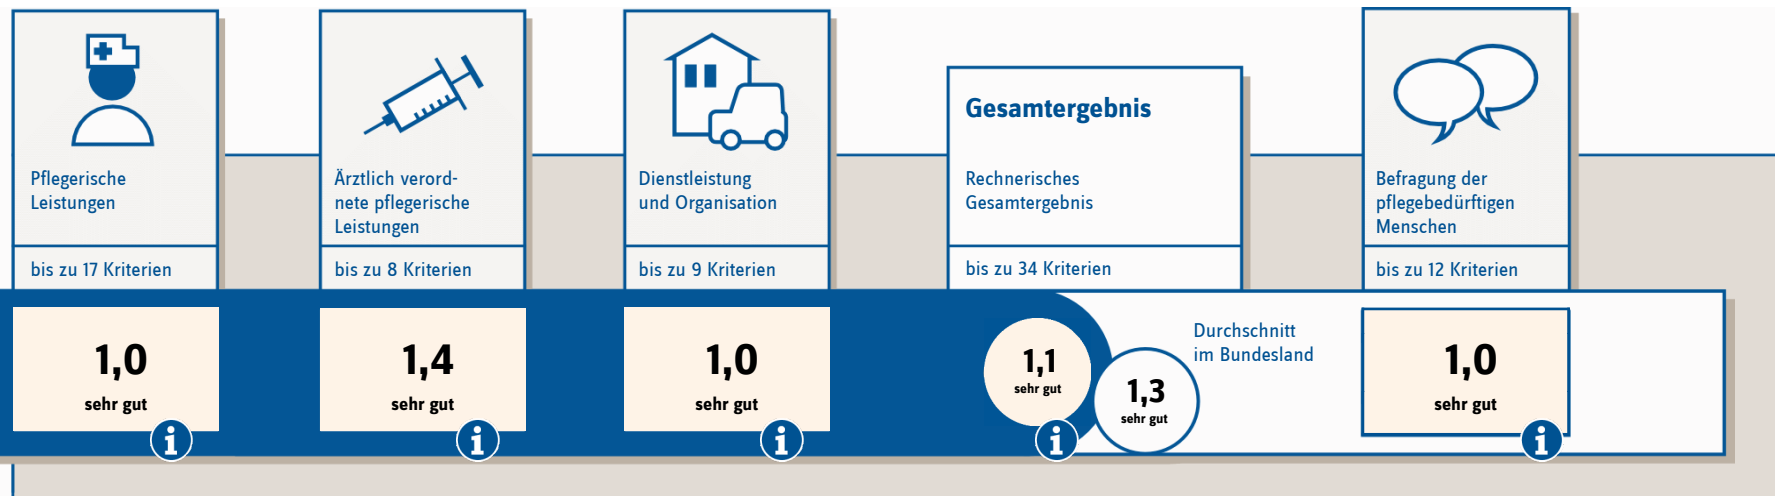 Pflegerische
Leistungen
bis zu 17 Kriterien
1,0
sehr gut
i
Ärztlich verord-
nete pflegerische
Leistungen
bis zu 8 Kriterien
1,4
sehr gut
i
Dienstleistung
und Organisation
bis zu 9 Kriterien
1,0
sehr gut
i
Gesamtergebnis
Rechnerisches
Gesamtergebnis
bis zu 34 Kriterien
1,1
sehr gut
i
1,3
sehr gut
Durchschnitt
im Bundesland
Befragung der
pflegebedürftigen
Menschen
bis zu 12 Kriterien
1,0
sehr gut
i